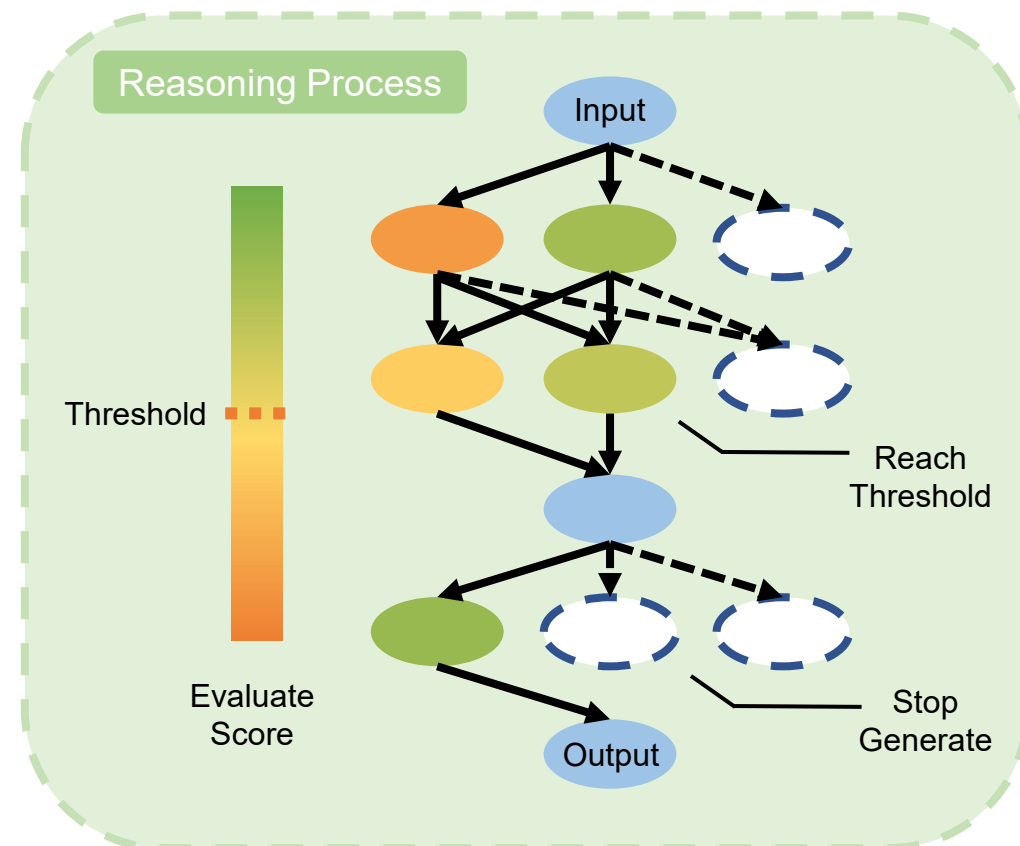 Reasoning Process
Input
Threshold
Reach
Threshold
Evaluate
Score
Stop
Generate
Output